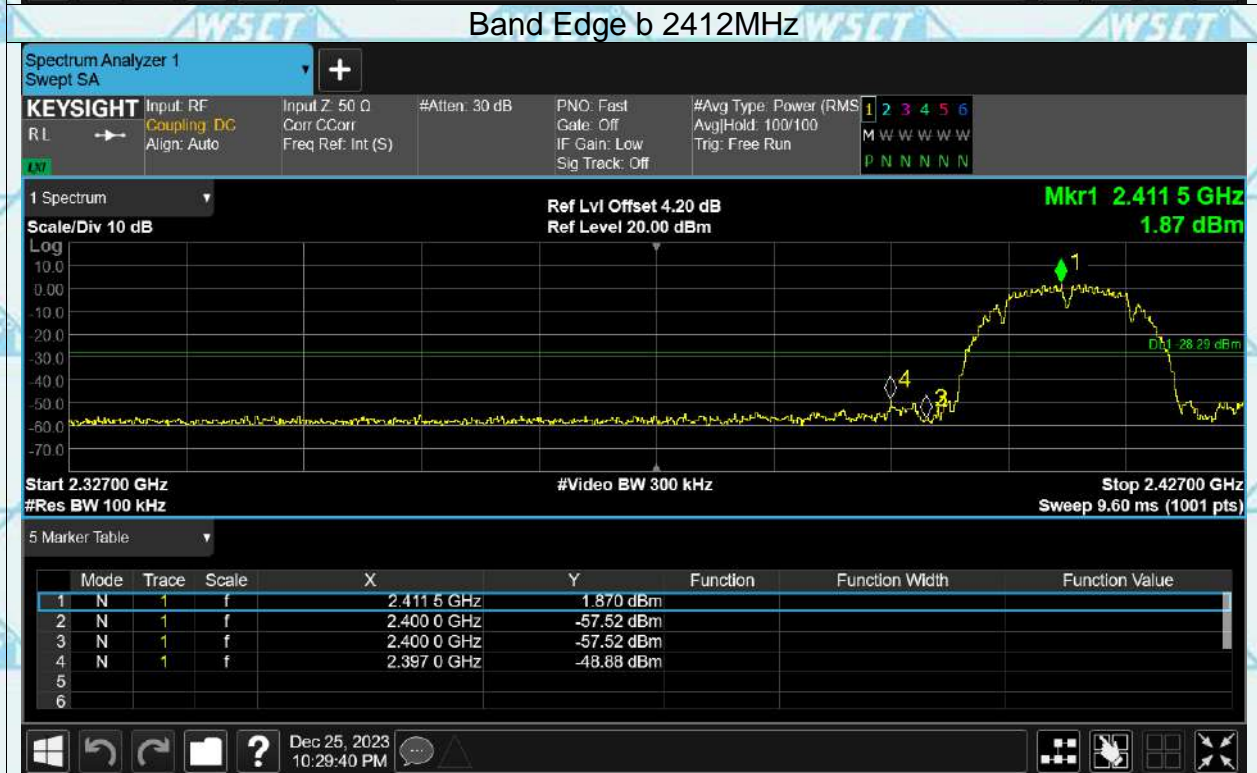 WSCT WSCT WSCT
Band Edge b 2412MHz
Spectrum Analyzer 1
Swept SA
+
KEYSIGHT Input: RF Input Z: 50 Ω #Atten: 30 dB PNO: Fast #Avg Type: Power (RMS 1 2 3 4 5 6
RL Coupling: DC Corr CCorr Gate: Off Avg|Hold: 100/100 M W W W W W
Align: Auto Freq Ref: Int (S) IF Gain: Low Trig: Free Run
LXI Sig Track: Off P N N N N N
1 Spectrum Ref Lvl Offset 4.20 dB Mkr1 2.411 5 GHz
Scale/Div 10 dB Ref Level 20.00 dBm 1.87 dBm
Log
10.0 1
0.00
-10.0
-20.0
-30.0 DL1 -28.29 dBm
-40.0 4
-50.0
-60.0
-70.0
Start 2.32700 GHz #Video BW 300 kHz Stop 2.42700 GHz
#Res BW 100 kHz Sweep 9.60 ms (1001 pts)
5 Marker Table
Mode Trace Scale X Y Function Function Width Function Value
1 N 1 f 2.411 5 GHz 1.870 dBm
2 N 1 f 2.400 0 GHz -57.52 dBm
3 N 1 f 2.400 0 GHz -57.52 dBm
4 N 1 f 2.397 0 GHz -48.88 dBm
5
6
? Dec 25, 2023
10:29:40 PM